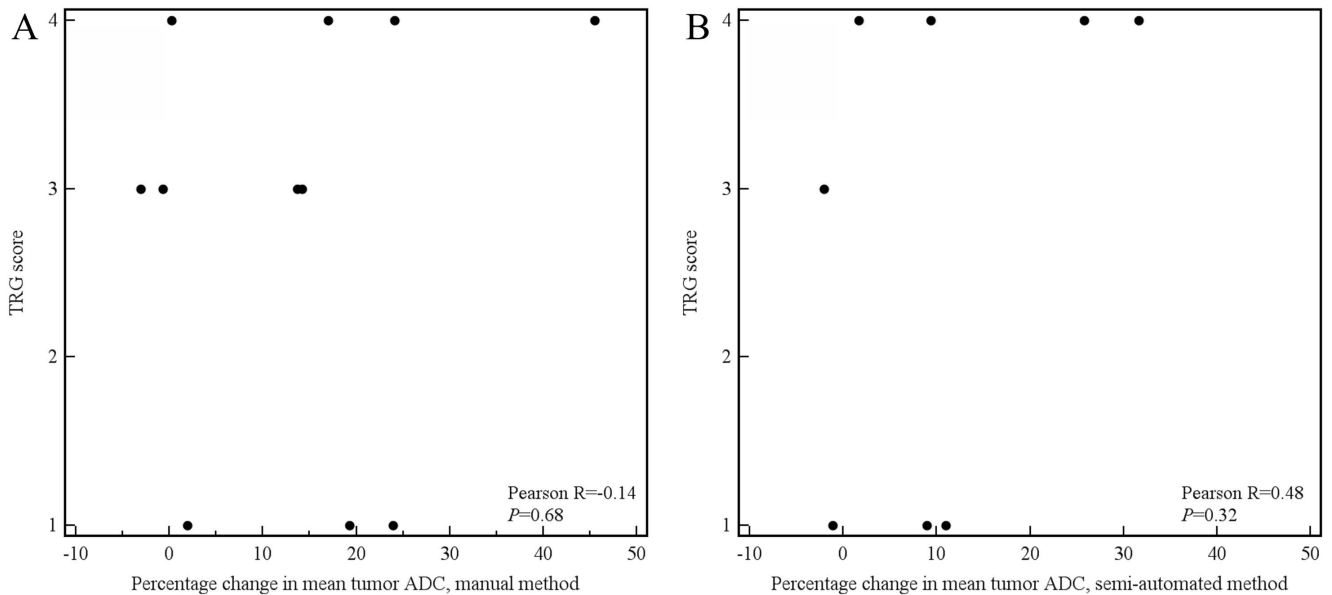 A
4
3
2
1
TRG score
-10 0 10 20 30 40 50
Percentage change in mean tumor ADC, manual method
Pearson R=-0.14
P=0.68
B
4
3
2
1
TRG score
-10 0 10 20 30 40 50
Percentage change in mean tumor ADC, semi-automated method
Pearson R=0.48
P=0.32